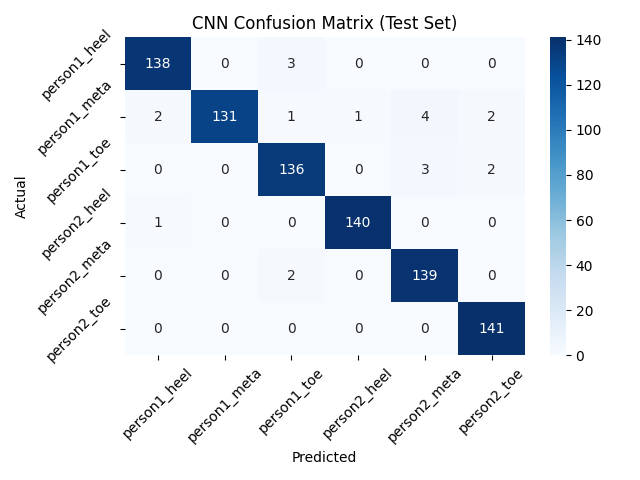 CNN Confusion Matrix (Test Set)
Actual
person1_heel 138 0 3 0 0 0
person1_meta 2 131 1 1 4 2
person1_toe 0 0 136 0 3 2
person2_heel 1 0 0 140 0 0
person2_meta 0 0 2 0 139 0
person2_toe 0 0 0 0 0 141
person1_heel person1_meta person1_toe person2_heel person2_meta person2_toe
Predicted
140
120
100
80
60
40
20
0